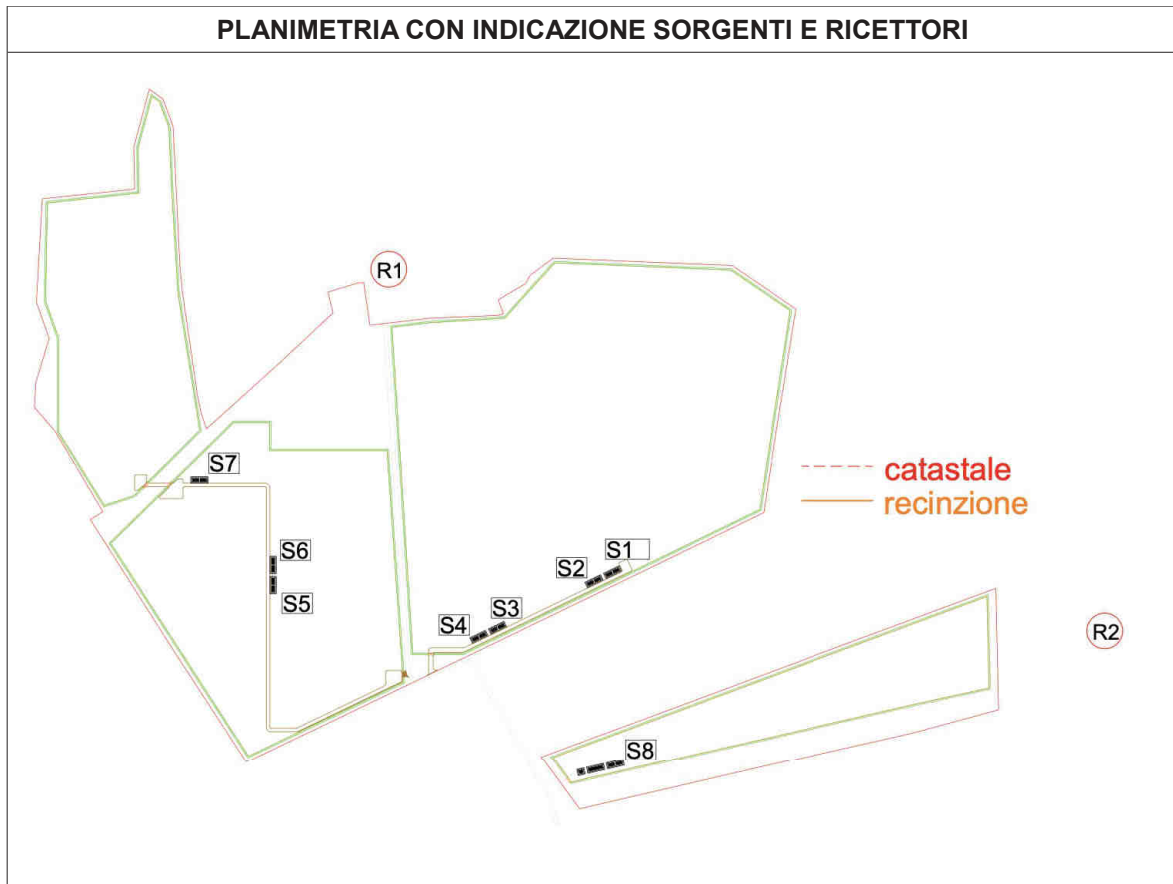 PLANIMETRIA CON INDICAZIONE SORGENTI E RICETTORI
R1
S7
catastale
recinzione
S6
S1
S2
S5
S3
S4
R2
S8